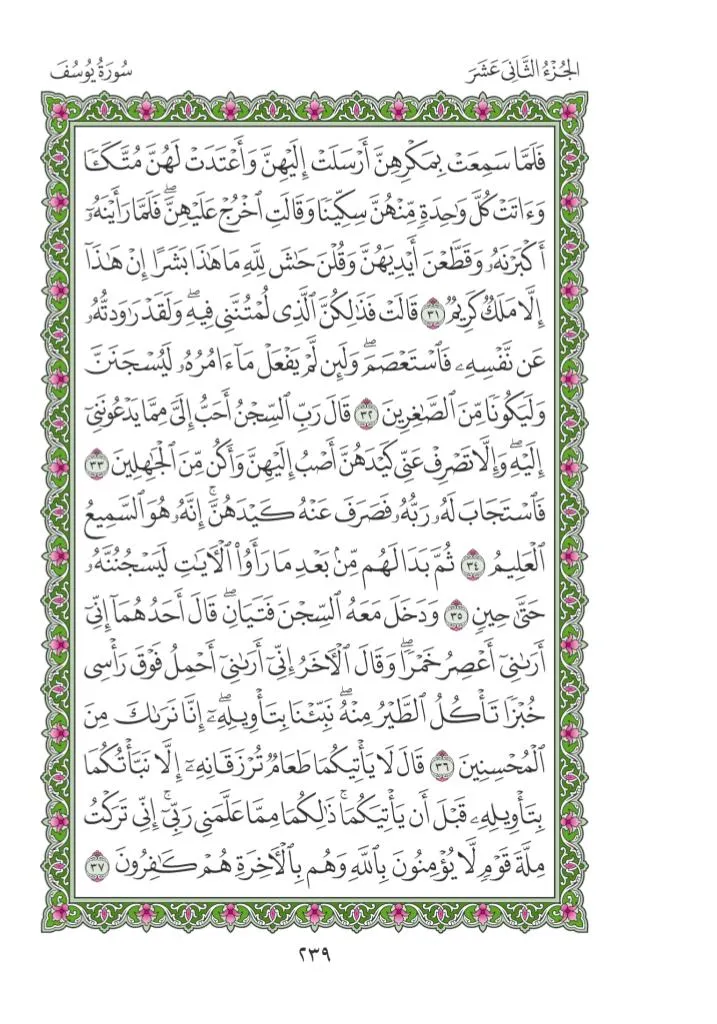 الجُزْءُ الثَّانِيَ عَشَرَ سُورَةُ يُوسُفَ
فَلَمَّا سَمِعَتْ بِمَكْرِهِنَّ أَرْسَلَتْ إِلَيْهِنَّ وَأَعْتَدَتْ لَهُنَّ مُتَّكَـٔٗا
وَءَاتَتْ كُلَّ وَٰحِدَةٖ مِّنْهُنَّ سِكِّينٗا وَقَالَتِ ٱخْرُجْ عَلَيْهِنَّۖ فَلَمَّا رَأَيْنَهُۥٓ
أَكْبَرْنَهُۥ وَقَطَّعْنَ أَيْدِيَهُنَّ وَقُلْنَ حَٰشَ لِلَّهِ مَا هَٰذَا بَشَرًا إِنْ هَٰذَآ
إِلَّا مَلَكٞ كَرِيمٞ ٣١ قَالَتْ فَذَٰلِكُنَّ ٱلَّذِي لُمْتُنَّنِي فِيهِۖ وَلَقَدْ رَٰوَدتُّهُۥ
عَن نَّفْسِهِۦ فَٱسْتَعْصَمَۖ وَلَئِن لَّمْ يَفْعَلْ مَآ ءَامُرُهُۥ لَيُسْجَنَنَّ
وَلَيَكُونٗا مِّنَ ٱلصَّٰغِرِينَ ٣٢ قَالَ رَبِّ ٱلسِّجْنُ أَحَبُّ إِلَيَّ مِمَّا يَدْعُونَنِيٓ
إِلَيْهِۖ وَإِلَّا تَصْرِفْ عَنِّي كَيْدَهُنَّ أَصْبُ إِلَيْهِنَّ وَأَكُن مِّنَ ٱلْجَٰهِلِينَ ٣٣
فَٱسْتَجَابَ لَهُۥ رَبُّهُۥ فَصَرَفَ عَنْهُ كَيْدَهُنَّۚ إِنَّهُۥ هُوَ ٱلسَّمِيعُ
ٱلْعَلِيمُ ٣٤ ثُمَّ بَدَا لَهُم مِّنۢ بَعْدِ مَا رَأَوُا۟ ٱلْأٓيَٰتِ لَيَسْجُنُنَّهُۥ
حَتَّىٰ حِينٖ ٣٥ وَدَخَلَ مَعَهُ ٱلسِّجْنَ فَتَيَانِۖ قَالَ أَحَدُهُمَآ إِنِّيٓ
أَرَىٰنِيٓ أَعْصِرُ خَمْرٗاۖ وَقَالَ ٱلْأٓخَرُ إِنِّيٓ أَرَىٰنِيٓ أَحْمِلُ فَوْقَ رَأْسِي
خُبْزٗا تَأْكُلُ ٱلطَّيْرُ مِنْهُۖ نَبِّئْنَا بِتَأْوِيلِهِۦٓۖ إِنَّا نَرَىٰكَ مِنَ
ٱلْمُحْسِنِينَ ٣٦ قَالَ لَا يَأْتِيكُمَا طَعَامٞ تُرْزَقَانِهِۦٓ إِلَّا نَبَّأْتُكُمَا
بِتَأْوِيلِهِۦ قَبْلَ أَن يَأْتِيَكُمَاۚ ذَٰلِكُمَا مِمَّا عَلَّمَنِي رَبِّيٓۚ إِنِّي تَرَكْتُ
مِلَّةَ قَوْمٖ لَّا يُؤْمِنُونَ بِٱللَّهِ وَهُم بِٱلْأٓخِرَةِ هُمْ كَٰفِرُونَ ٣٧
٢٣٩